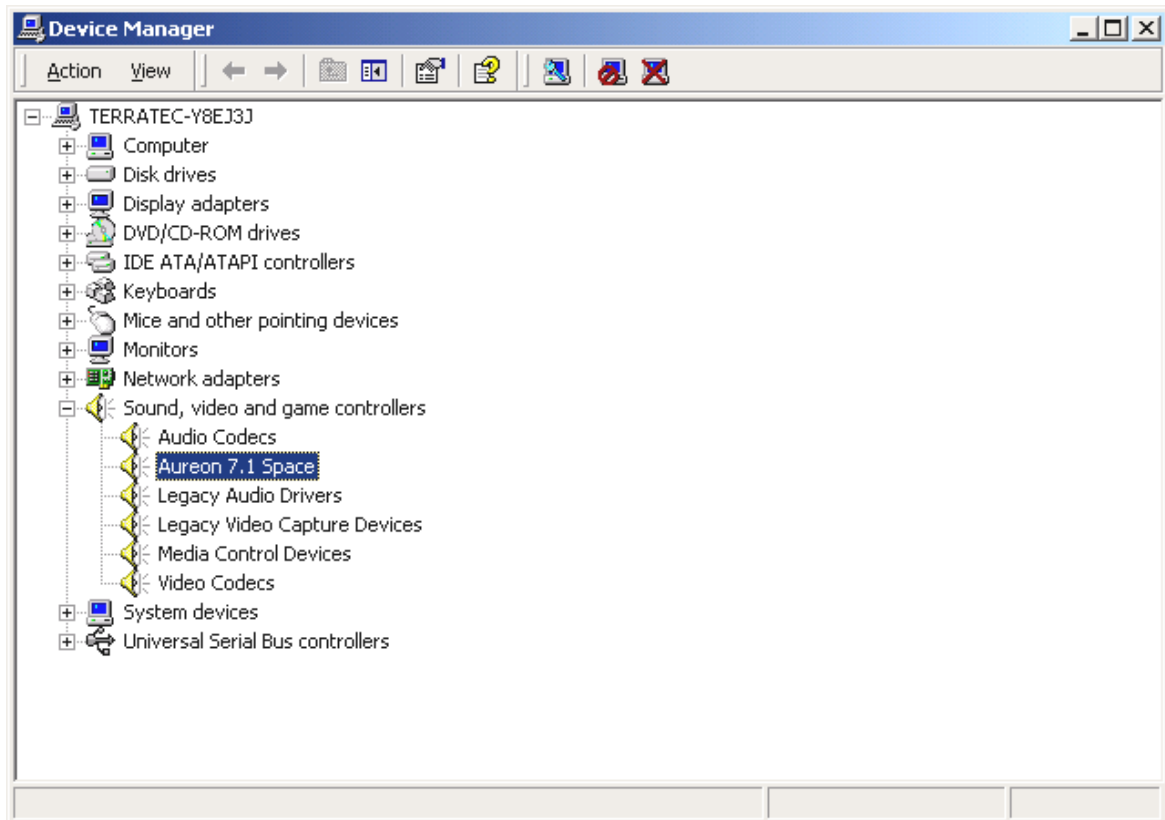 Device Manager
Action View
TERRATEC-Y8EJ3J
Computer
Disk drives
Display adapters
DVD/CD-ROM drives
IDE ATA/ATAPI controllers
Keyboards
Mice and other pointing devices
Monitors
Network adapters
Sound, video and game controllers
Audio Codecs
Aureon 7.1 Space
Legacy Audio Drivers
Legacy Video Capture Devices
Media Control Devices
Video Codecs
System devices
Universal Serial Bus controllers